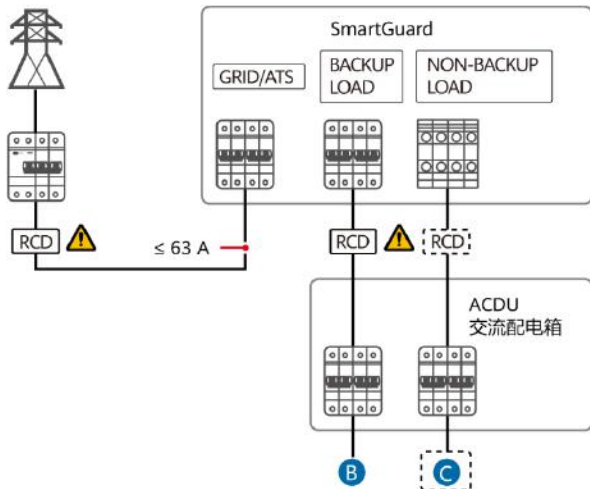 SmartGuard
GRID/ATS
BACKUP
LOAD
NON-BACKUP
LOAD
RCD
≤ 63 A
RCD
RCD
ACDU
交流配电箱
B
C